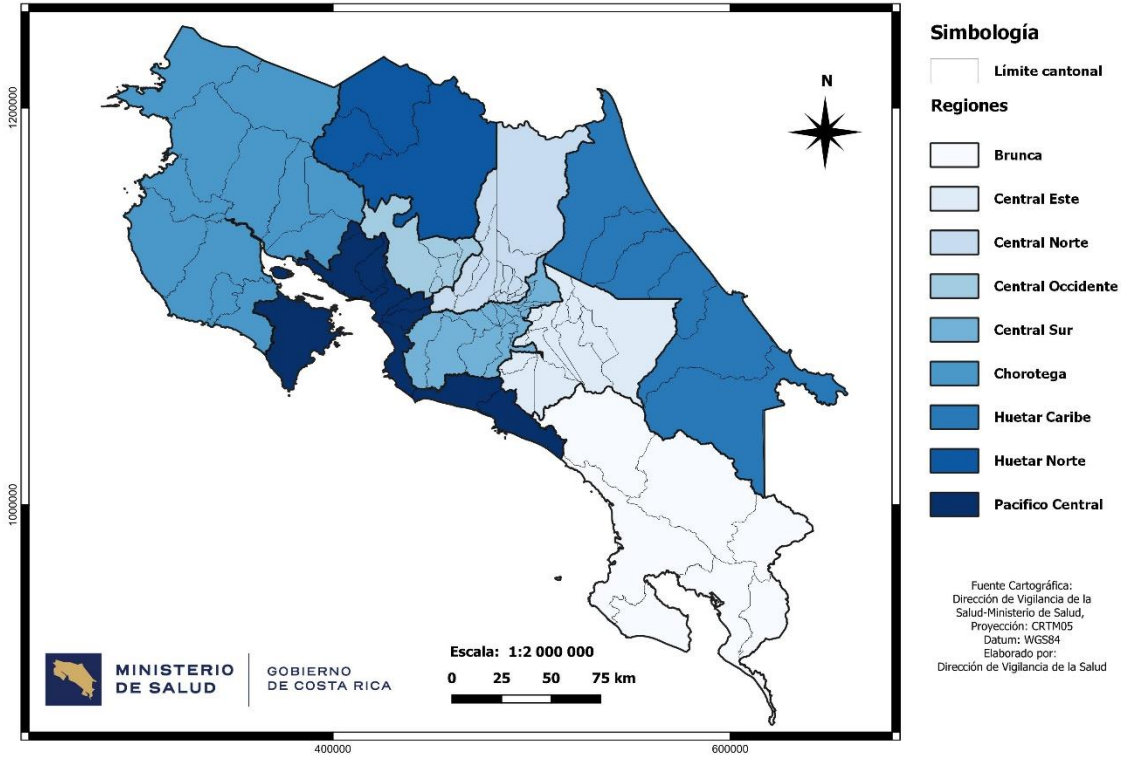 Simbología
Límite cantonal
Regiones
Brunca
Central Este
Central Norte
Central Occidente
Central Sur
Chorotega
Huetar Caribe
Huetar Norte
Pacifico Central
Fuente Cartográfica:
Dirección de Vigilancia de la
Salud-Ministerio de Salud,
Proyección: CRTM05
Datum: WGS84
Elaborado por:
Dirección de Vigilancia de la Salud
N
1200000
1000000
Escala: 1:2 000 000
0 25 50 75 km
MINISTERIO
DE SALUD
GOBIERNO
DE COSTA RICA
400000
600000